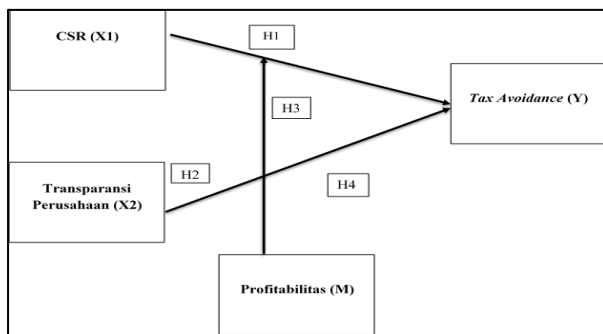 CSR (X1)
H1
Tax Avoidance (Y)
H3
H2
H4
Transparansi
Perusahaan (X2)
Profitabilitas (M)